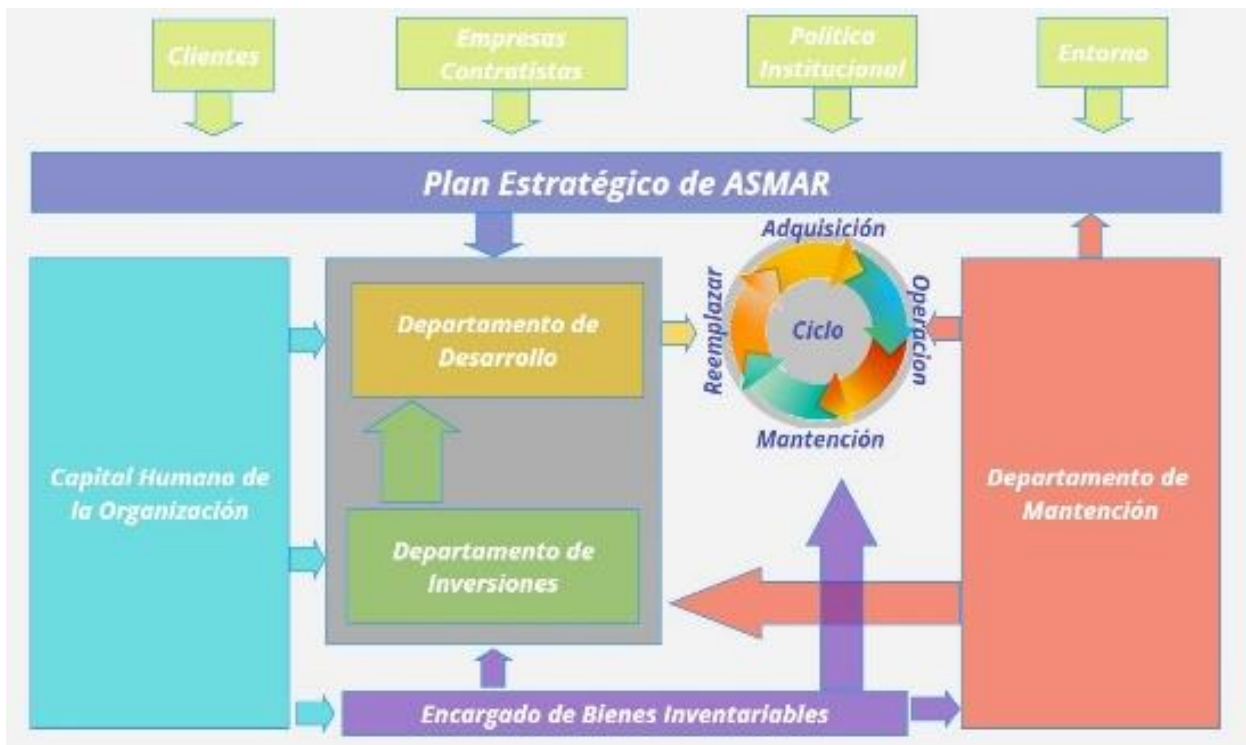 Clientes
Empresas
Contratistas
Política
Institucional
Entorno
Plan Estratégico de ASMAR
Adquisición
Departamento de
Desarrollo
Reemplazar
Ciclo
Operacion
Mantención
Capital Humano de
la Organización
Departamento de
Mantención
Departamento de
Inversiones
Encargado de Bienes Inventariables